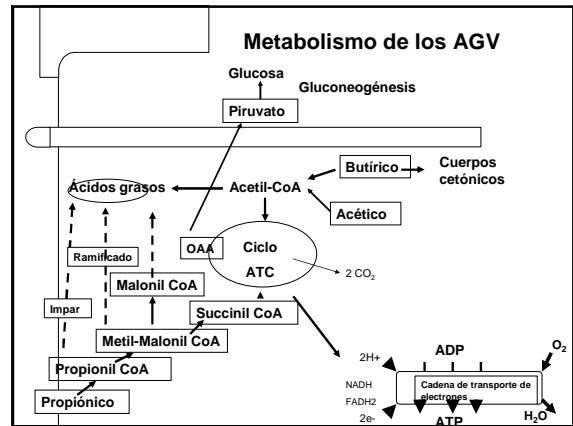 Metabolismo de los AGV
Glucosa
Gluconeogénesis
Piruvato
Butírico
Cuerpos
cetónicos
Ácidos grasos
Acetil-CoA
Acético
OAA
Ciclo
ATC
Ramificado
2 CO2
Malonil CoA
Impar
Succinil CoA
Metil-Malonil CoA
Propionil CoA
Propiónico
2H+
ADP
O2
NADH
FADH2
Cadena de transporte de
electrones
2e-
ATP
H2O